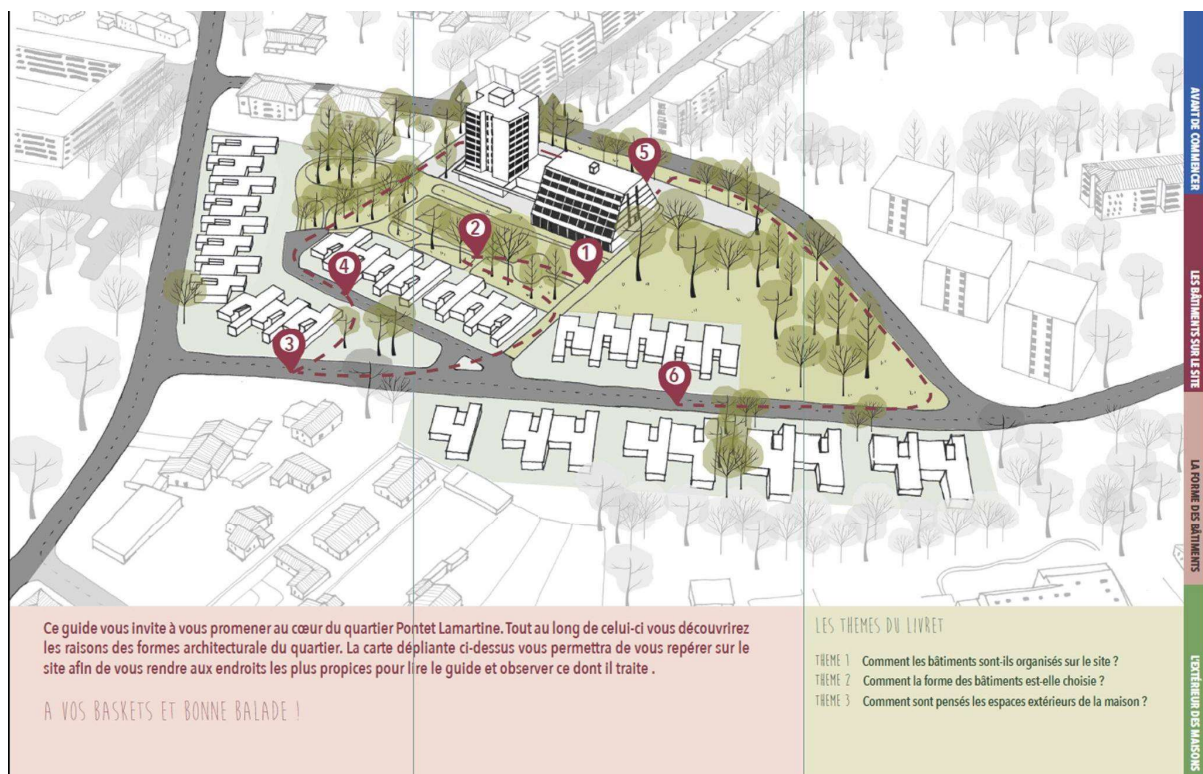 5
2
1
4
3
6
Ce guide vous invite à vous promener au cœur du quartier Pontet Lamartine. Tout au long de celui-ci vous découvrirez
les raisons des formes architecturale du quartier. La carte dépliante ci-dessus vous permettra de vous repérer sur le
site afin de vous rendre aux endroits les plus propices pour lire le guide et observer ce dont il traite .
A VOS BASKETS ET BONNE BALADE !
LES THEMES DU LIVRET
THEME 1 Comment les bâtiments sont-ils organisés sur le site ?
THEME 2 Comment la forme des bâtiments est-elle choisie ?
THEME 3 Comment sont pensés les espaces extérieurs de la maison ?
AVANT DE COMMENCER
LES BÂTIMENTS SUR LE SITE
LA FORME DES BÂTIMENTS
L'EXTÉRIEUR DES MAISONS